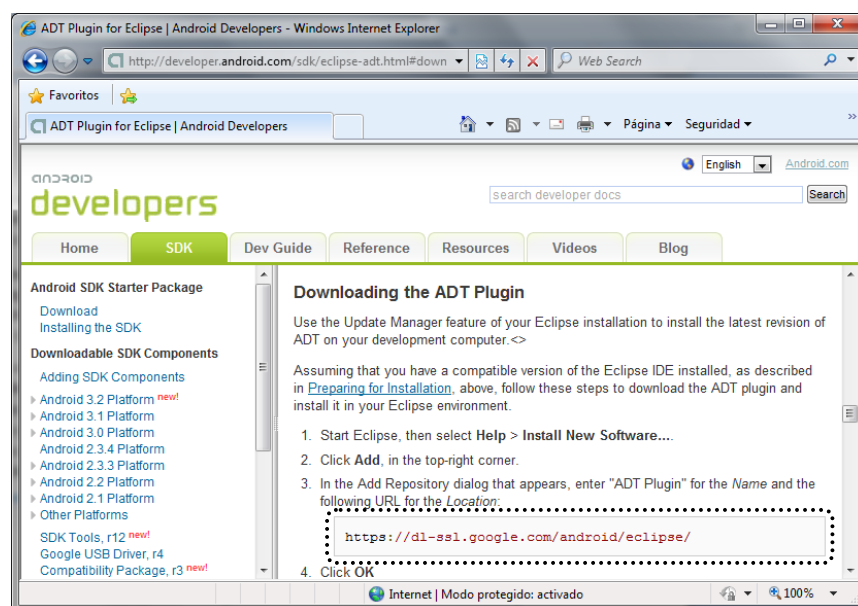 ADT Plugin for Eclipse | Android Developers - Windows Internet Explorer
http://developer.android.com/sdk/eclipse-adt.html#down
Web Search
Favoritos
ADT Plugin for Eclipse | Android Developers
Página
Seguridad
»
English
Android.com
android
developers
search developer docs
Search
Home
SDK
Dev Guide
Reference
Resources
Videos
Blog
Android SDK Starter Package
Download
Installing the SDK
Downloadable SDK Components
Adding SDK Components
Android 3.2 Platform new!
Android 3.1 Platform
Android 3.0 Platform
Android 2.3.4 Platform
Android 2.3.3 Platform
Android 2.2 Platform
Android 2.1 Platform
Other Platforms
SDK Tools, r12 new!
Google USB Driver, r4
Compatibility Package, r3 new!
Downloading the ADT Plugin
Use the Update Manager feature of your Eclipse installation to install the latest revision of
ADT on your development computer.<>
Assuming that you have a compatible version of the Eclipse IDE installed, as described
in Preparing for Installation, above, follow these steps to download the ADT plugin and
install it in your Eclipse environment.
1. Start Eclipse, then select Help > Install New Software....
2. Click Add, in the top-right corner.
3. In the Add Repository dialog that appears, enter "ADT Plugin" for the Name and the
following URL for the Location:
https://dl-ssl.google.com/android/eclipse/
4. Click OK
Internet | Modo protegido: activado
100%